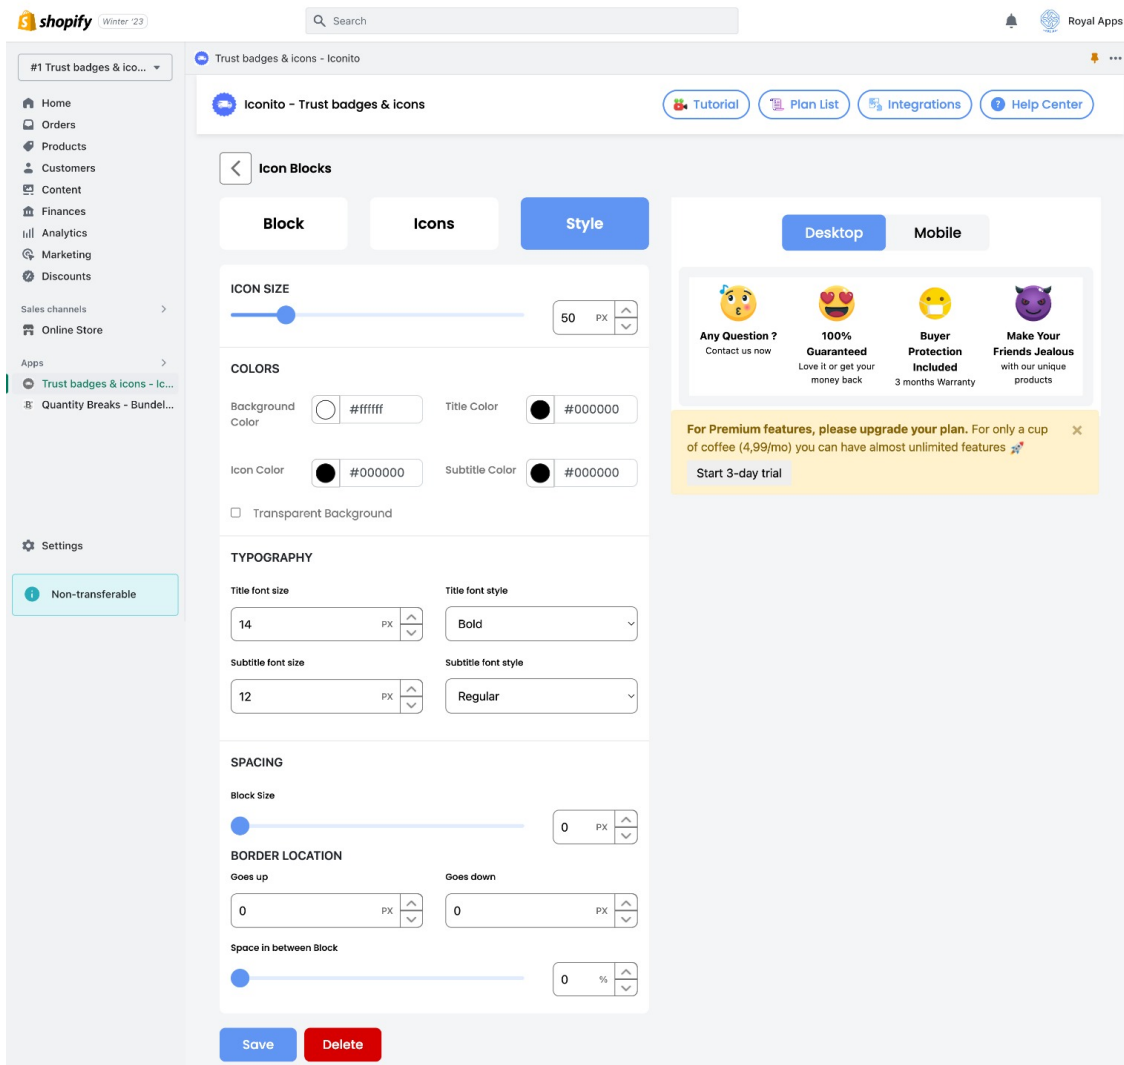 shopify Winter '23
Search
Royal Apps
#1 Trust badges & ico...
Home
Orders
Products
Customers
Content
Finances
Analytics
Marketing
Discounts
Sales channels
Online Store
Apps
Trust badges & icons - Ic...
Quantity Breaks - Bundel...
Settings
Non-transferable
Trust badges & icons - Iconito
Iconito - Trust badges & icons
Tutorial
Plan List
Integrations
Help Center
Icon Blocks
Block
Icons
Style
ICON SIZE
50 PX
COLORS
Background
Color
#ffffff
Title Color
#000000
Icon Color
#000000
Subtitle Color
#000000
Transparent Background
TYPOGRAPHY
Title font size
14 PX
Title font style
Bold
Subtitle font size
12 PX
Subtitle font style
Regular
SPACING
Block Size
0 PX
BORDER LOCATION
Goes up
0 PX
Goes down
0 PX
Space in between Block
0 %
Save
Delete
Desktop
Mobile
Any Question ?
Contact us now
100%
Guaranteed
Love it or get your
money back
Buyer
Protection
Included
3 months Warranty
Make Your
Friends Jealous
with our unique
products
For Premium features, please upgrade your plan. For only a cup
of coffee (4,99/mo) you can have almost unlimited features 🚀
Start 3-day trial